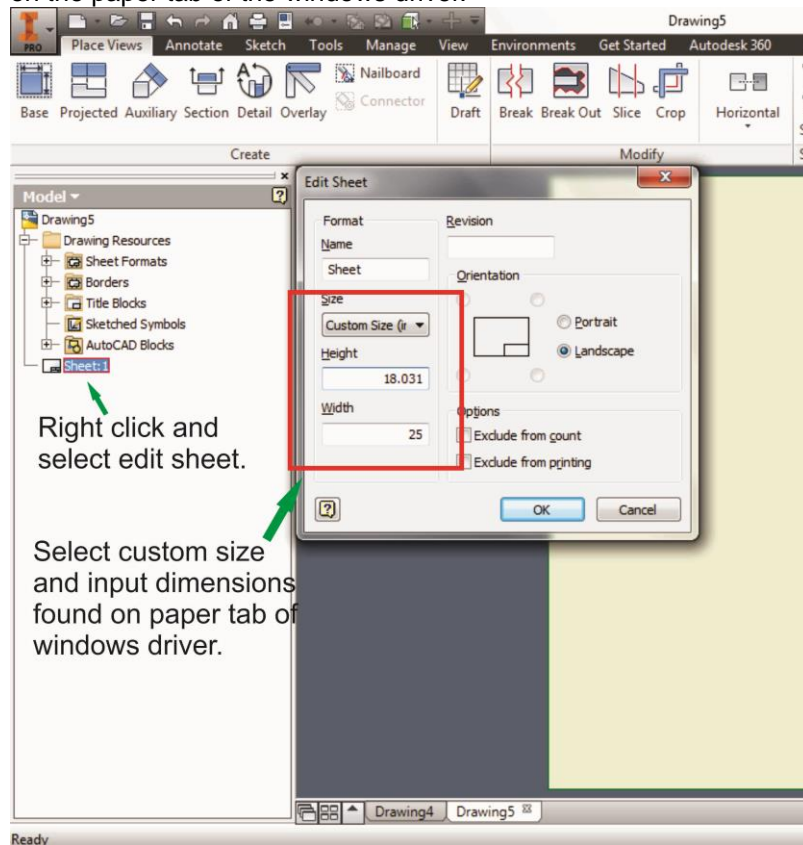 on the paper tab of the windows driver.
PRO
Drawing5
Place Views Annotate Sketch Tools Manage View Environments Get Started Autodesk 360
Base Projected Auxiliary Section Detail Overlay
Nailboard
Connector
Draft
Break Break Out Slice Crop
Horizontal
Create
Modify
Model
Drawing5
Drawing Resources
Sheet Formats
Borders
Title Blocks
Sketched Symbols
AutoCAD Blocks
Sheet:1
Right click and
select edit sheet.
Select custom size
and input dimensions
found on paper tab of
windows driver.
Edit Sheet
Format
Name
Sheet
Size
Custom Size (ir
Height
18.031
Width
25
Revision
Orientation
Portrait
Landscape
Options
Exclude from count
Exclude from printing
OK
Cancel
Drawing4
Drawing5
Ready